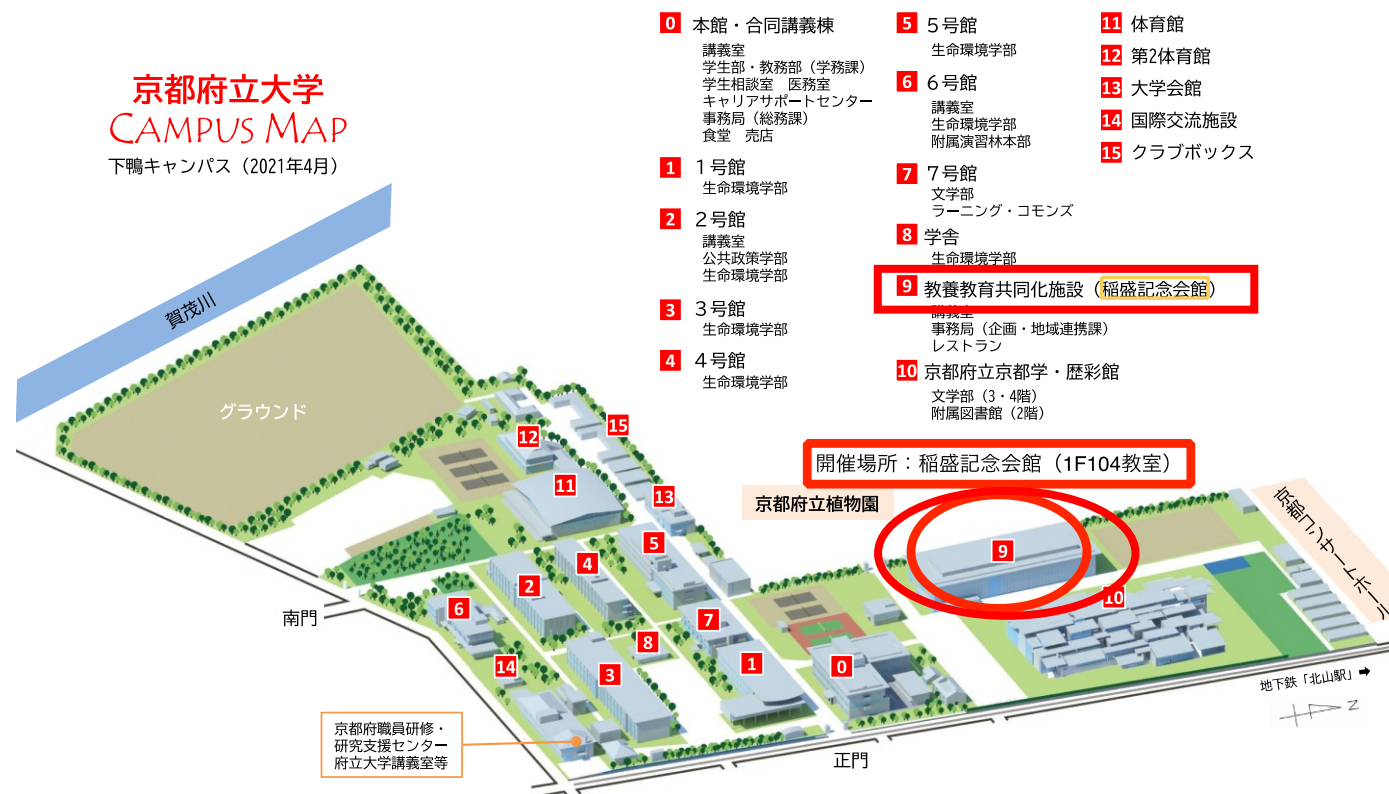 京都府立大学
CAMPUS MAP
下鴨キャンパス（2021年4月）
0 本館・合同講義棟
講義室
学生部・教務部（学務課）
学生相談室　医務室
キャリアサポートセンター
事務局（総務課）
食堂　売店
1 １号館
生命環境学部
2 ２号館
講義室
公共政策学部
生命環境学部
3 ３号館
生命環境学部
4 ４号館
生命環境学部
5 ５号館
生命環境学部
6 ６号館
講義室
生命環境学部
附属演習林本部
7 ７号館
文学部
ラーニング・コモンズ
8 学舎
生命環境学部
9 教養教育共同化施設（稲盛記念会館）
講義室
事務局（企画・地域連携課）
レストラン
10 京都府立京都学・歴彩館
文学部（3・4階）
附属図書館（2階）
11 体育館
12 第2体育館
13 大学会館
14 国際交流施設
15 クラブボックス
賀茂川
グラウンド
開催場所：稲盛記念会館（1F104教室）
京都府立植物園
京都コンサートホール
15
12
11
13
5
4
2
6
7
8
14
3
1
0
9
10
南門
正門
地下鉄「北山駅」➡
Z
京都府職員研修・
研究支援センター
府立大学講義室等